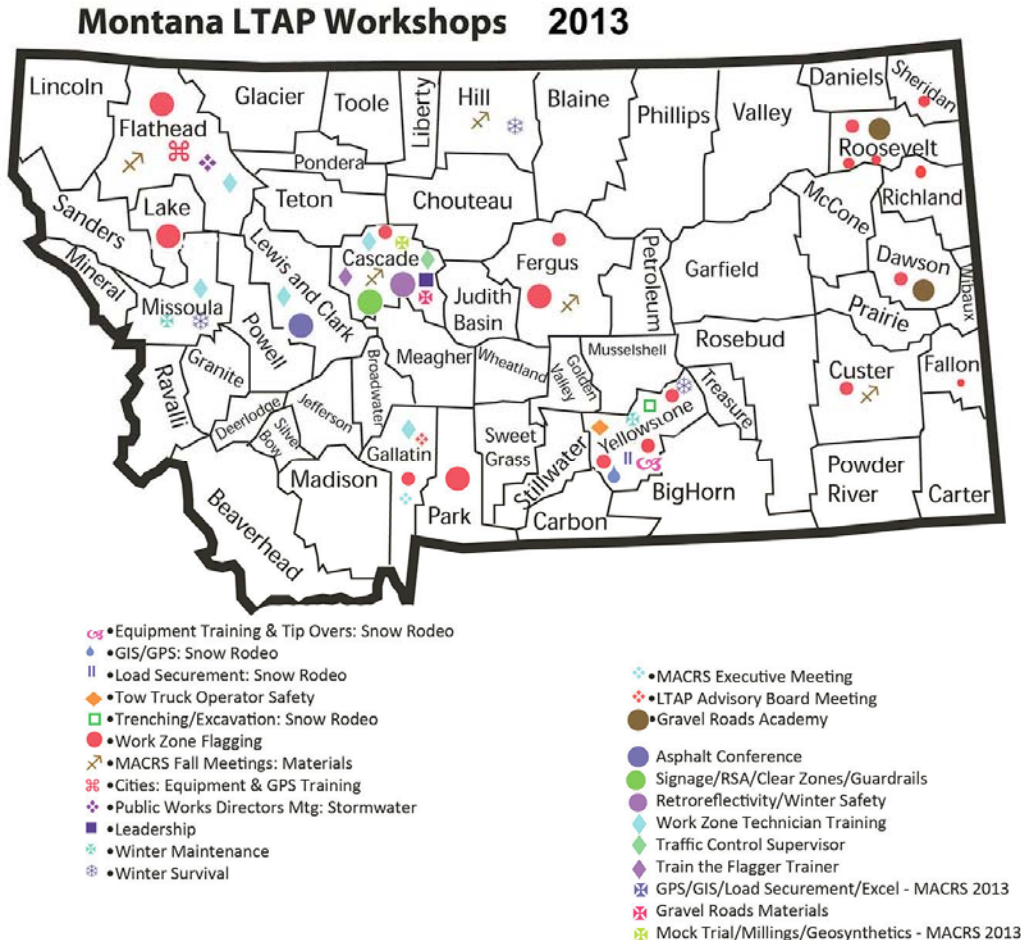 Montana LTAP Workshops 2013
Lincoln
Flathead
Glacier
Toole
Liberty
Hill
Blaine
Phillips
Valley
Daniels
Sheridan
Roosevelt
Pondera
Teton
Chouteau
McCone
Richland
Sanders
Lake
Lewis and Clark
Cascade
Fergus
Petroleum
Garfield
Dawson
Wibaux
Mineral
Missoula
Powell
Judith
Basin
Prairie
Granite
Ravalli
Broadwater
Meagher
Wheatland
Golden
Valley
Musselshell
Rosebud
Treasure
Custer
Fallon
Deerlodge
Silver
Bow
Jefferson
Gallatin
Sweet
Grass
Stillwater
Yellowstone
Madison
Park
Carbon
BigHorn
Powder
River
Carter
Beaverhead
•Equipment Training & Tip Overs: Snow Rodeo
•GIS/GPS: Snow Rodeo
•Load Securement: Snow Rodeo
•Tow Truck Operator Safety
•Trenching/Excavation: Snow Rodeo
•Work Zone Flagging
•MACRS Fall Meetings: Materials
•Cities: Equipment & GPS Training
•Public Works Directors Mtg: Stormwater
•Leadership
•Winter Maintenance
•Winter Survival
•MACRS Executive Meeting
•LTAP Advisory Board Meeting
•Gravel Roads Academy
Asphalt Conference
Signage/RSA/Clear Zones/Guardrails
Retroreflectivity/Winter Safety
Work Zone Technician Training
Traffic Control Supervisor
Train the Flagger Trainer
GPS/GIS/Load Securement/Excel - MACRS 2013
Gravel Roads Materials
Mock Trial/Millings/Geosynthetics - MACRS 2013